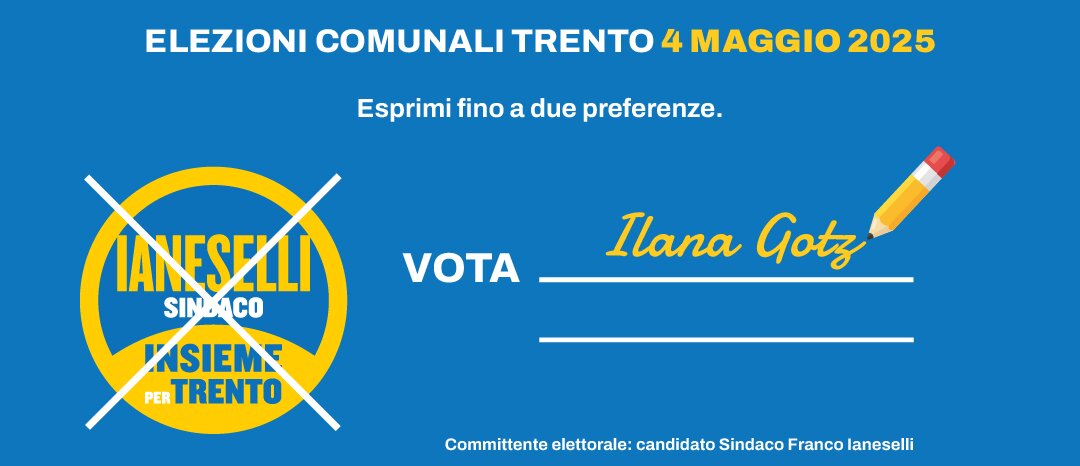 ELEZIONI COMUNALI TRENTO 4 MAGGIO 2025
Esprimi fino a due preferenze.
IANESELLI
SINDACO
INSIEME
PER TRENTO
VOTA Ilana Gotz
Committente elettorale: candidato Sindaco Franco Ianeselli